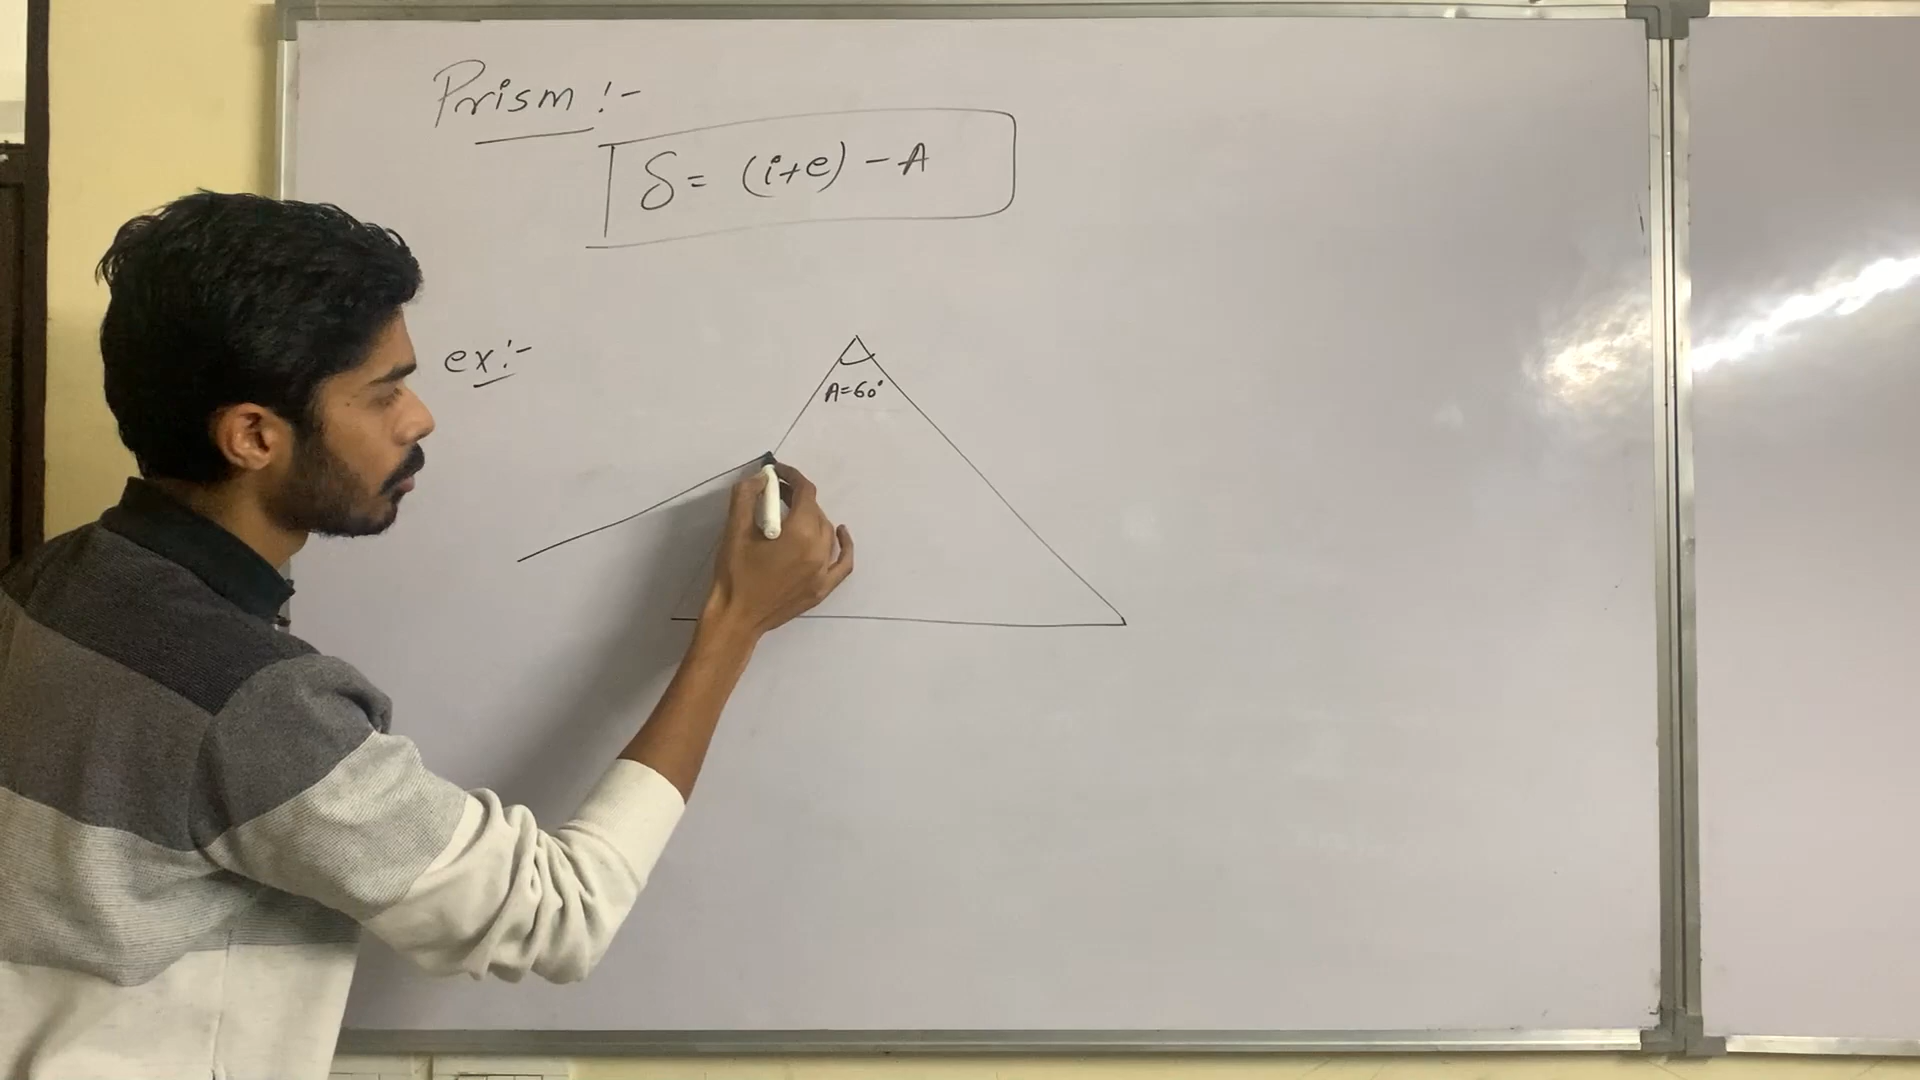 Prism :-
δ = (i+e) - A
ex :-
A=60°